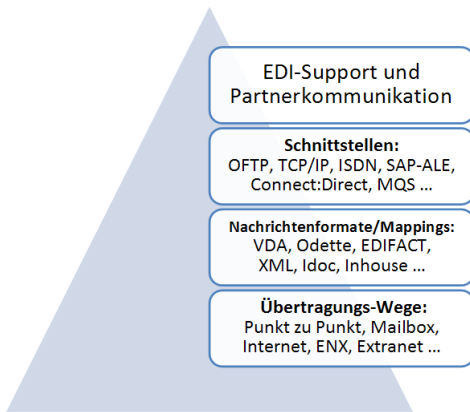 EDI-Support und
Partnerkommunikation
Schnittstellen:
OFTP, TCP/IP, ISDN, SAP-ALE,
Connect:Direct, MQS ...
Nachrichtenformate/Mappings:
VDA, Odette, EDIFACT,
XML, Idoc, Inhouse ...
Übertragungs-Wege:
Punkt zu Punkt, Mailbox,
Internet, ENX, Extranet ...